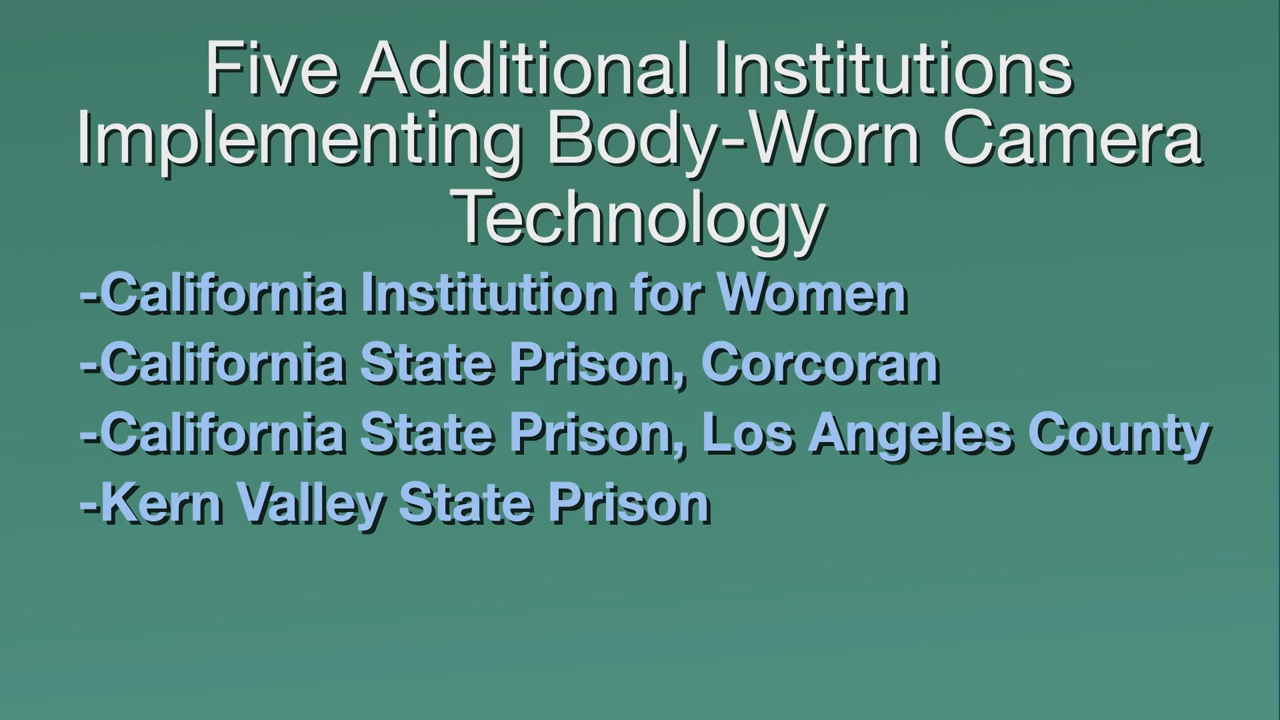 Five Additional Institutions
Implementing Body-Worn Camera
Technology
-California Institution for Women
-California State Prison, Corcoran
-California State Prison, Los Angeles County
-Kern Valley State Prison